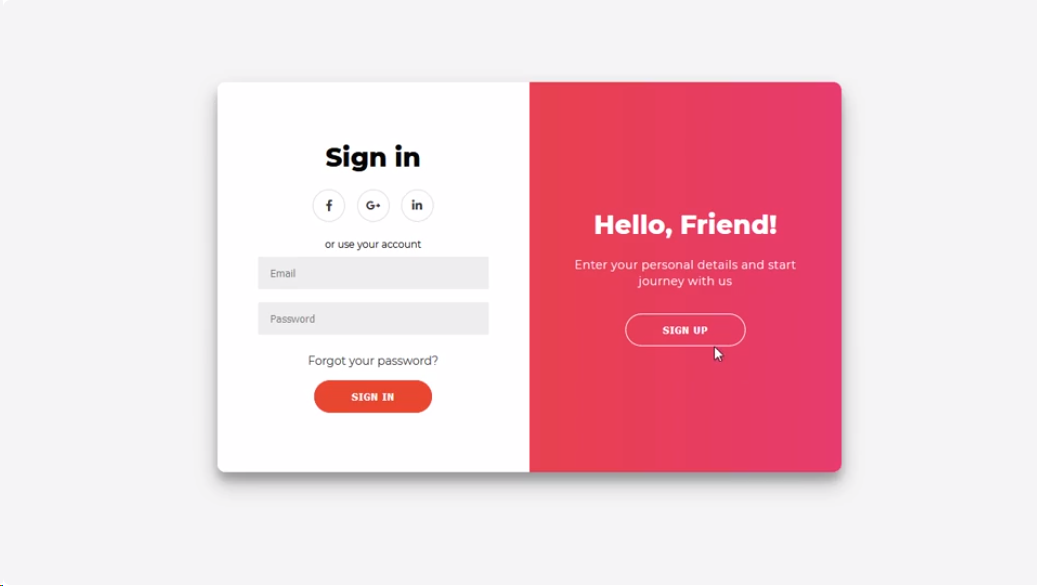 Sign in
f
G+
in
or use your account
Email
Password
Forgot your password?
SIGN IN
Hello, Friend!
Enter your personal details and start
journey with us
SIGN UP